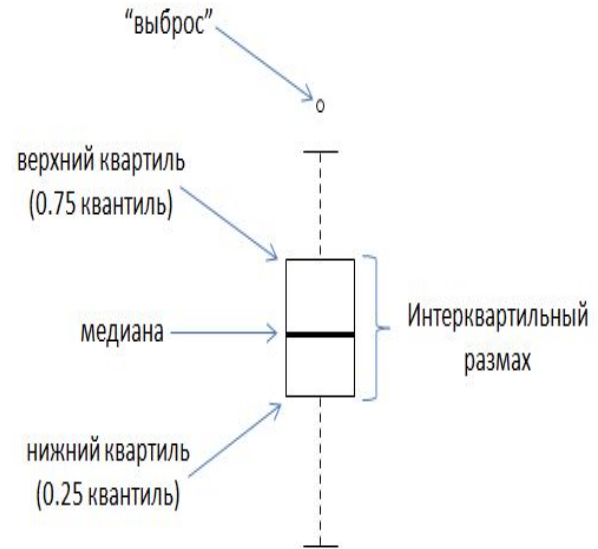 “выброс”
верхний квартиль
(0.75 квантиль)
медиана
Интерквартильный
размах
нижний квартиль
(0.25 квантиль)